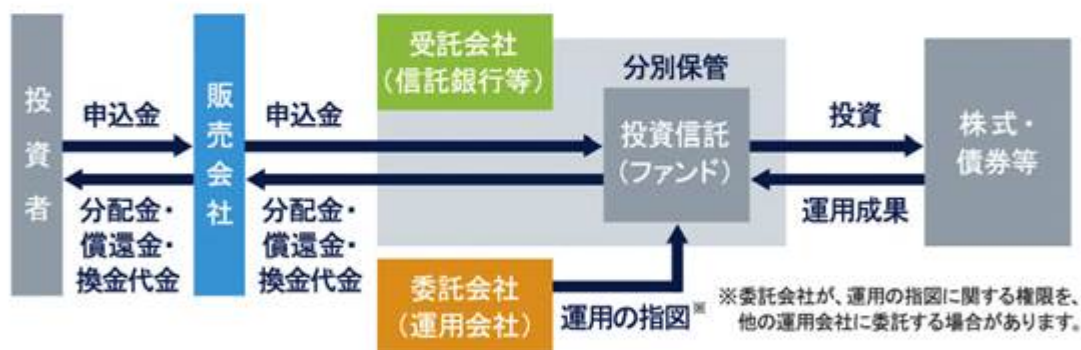 投資者
申込金
分配金・
償還金・
換金代金
販売会社
申込金
分配金・
償還金・
換金代金
受託会社
(信託銀行等)
分別保管
投資信託
(ファンド)
委託会社
(運用会社)
運用の指図※
投資
運用成果
株式・
債券等
※委託会社が、運用の指図に関する権限を、
他の運用会社に委託する場合があります。